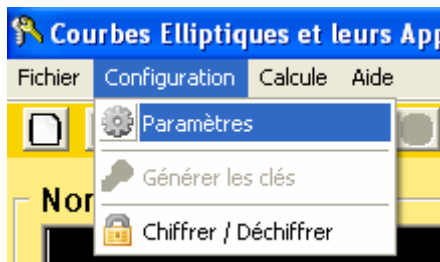 Courbes Elliptiques et leurs App
Fichier Configuration Calcule Aide
Paramètres
Générer les clés
Nor
Chiffrer / Déchiffrer